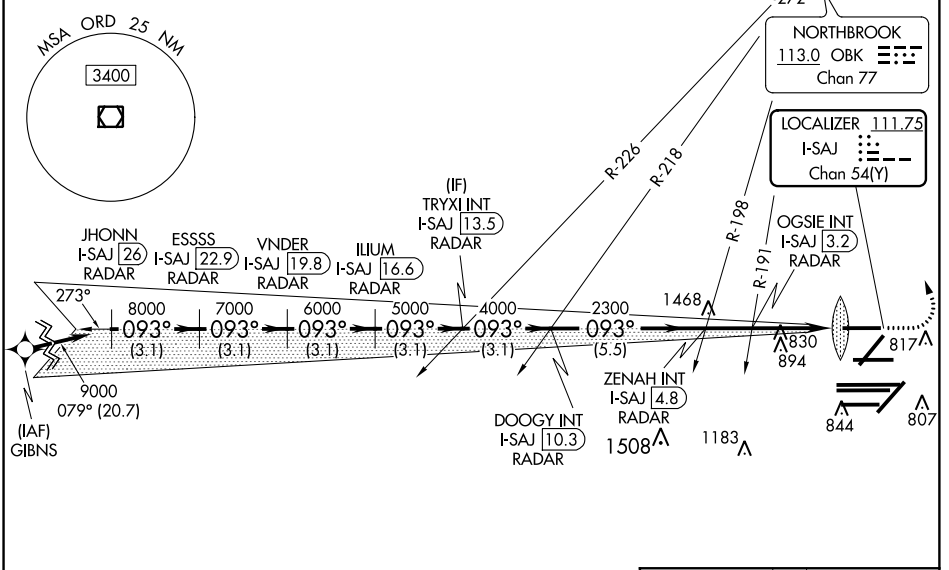 272°
MSA ORD 25 NM
3400
NORTHBROOK
113.0 OBK
Chan 77
LOCALIZER 111.75
I-SAJ
Chan 54(Y)
R-226
R-218
R-198
R-191
(IF)
TRYXI INT
I-SAJ 13.5
RADAR
JHONN
I-SAJ 26
RADAR
ESSSS
I-SAJ 22.9
RADAR
VNDER
I-SAJ 19.8
RADAR
ILIUM
I-SAJ 16.6
RADAR
OGSIE INT
I-SAJ 3.2
RADAR
273°
8000
093°
(3.1)
7000
093°
(3.1)
6000
093°
(3.1)
5000
093°
(3.1)
4000
093°
(3.1)
2300
093°
(5.5)
1468
830
894
817
9000
079° (20.7)
(IAF)
GIBNS
DOOGY INT
I-SAJ 10.3
RADAR
ZENAH INT
I-SAJ 4.8
RADAR
1508
1183
844
807